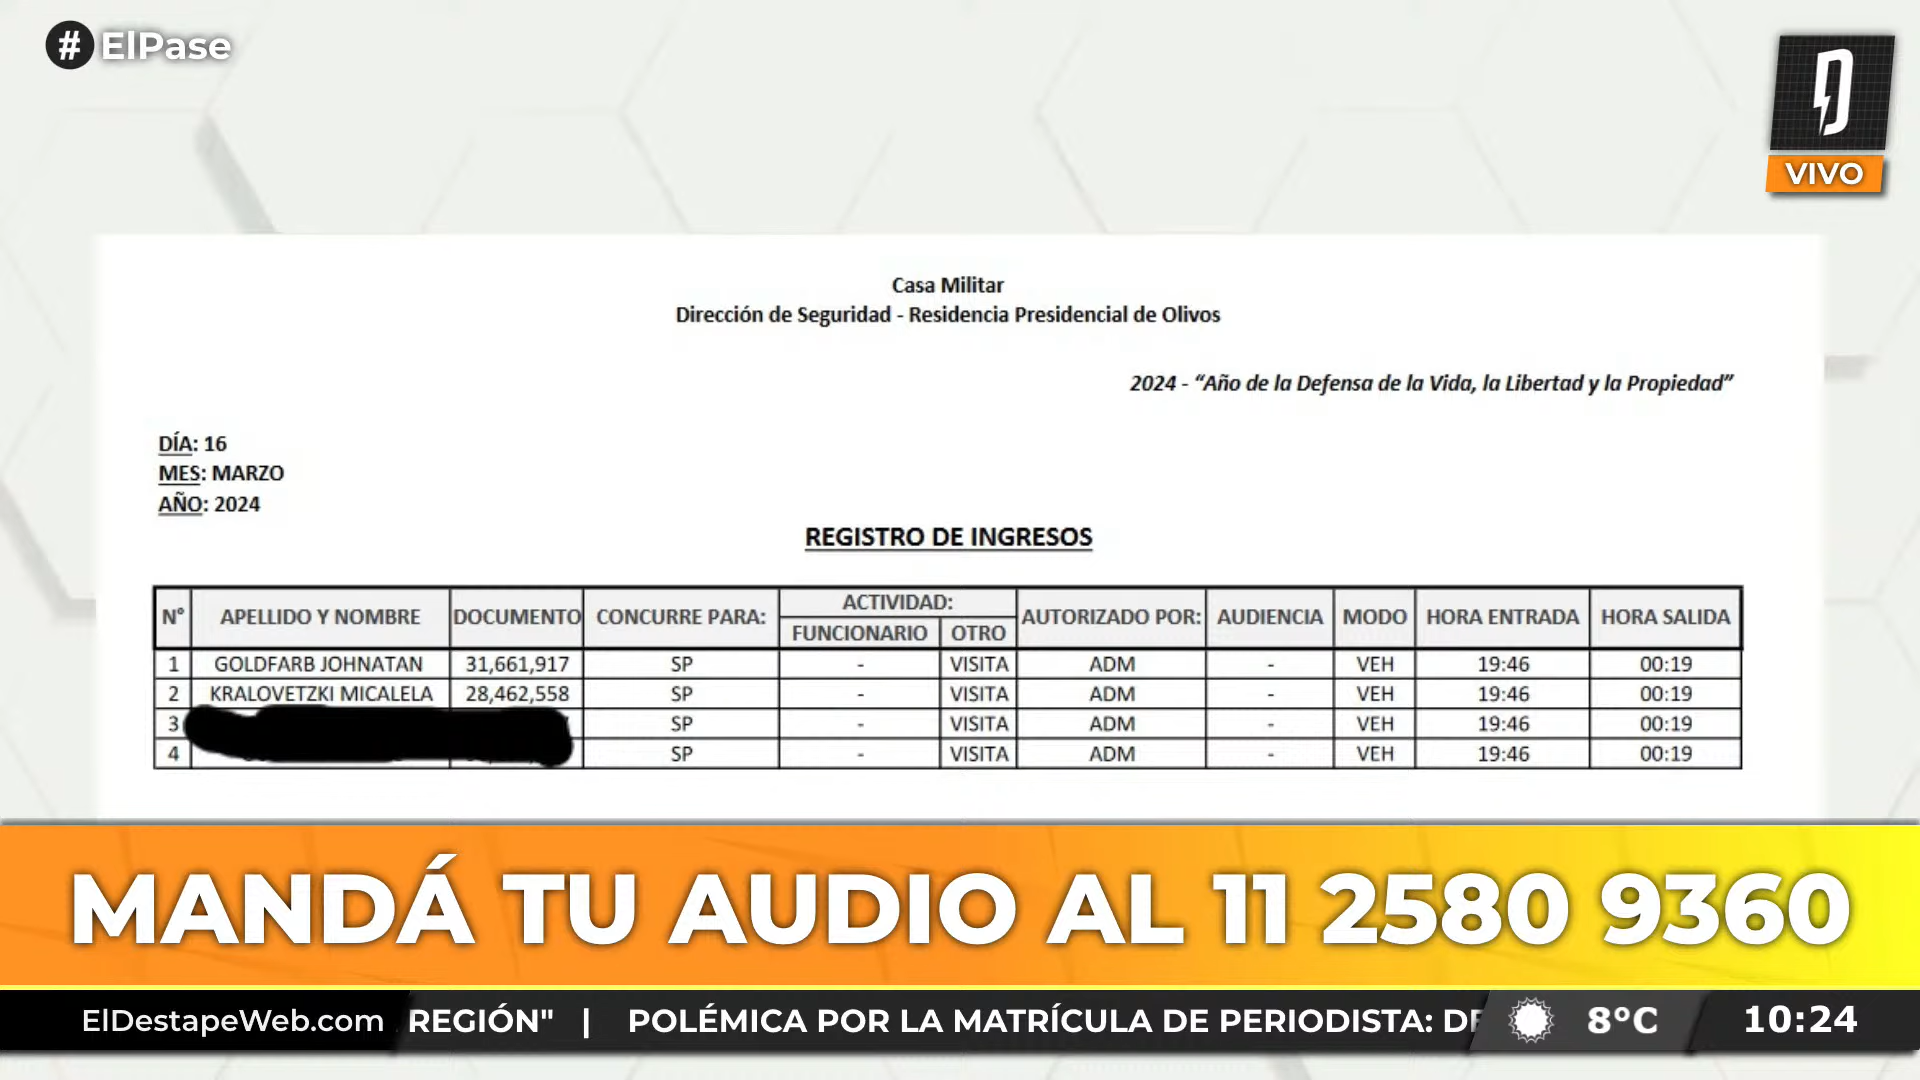 # ElPase
VIVO
Casa Militar
Dirección de Seguridad - Residencia Presidencial de Olivos
2024 - “Año de la Defensa de la Vida, la Libertad y la Propiedad”
DÍA: 16
MES: MARZO
AÑO: 2024
REGISTRO DE INGRESOS
N° APELLIDO Y NOMBRE DOCUMENTO CONCURRE PARA: ACTIVIDAD: AUTORIZADO POR: AUDIENCIA MODO HORA ENTRADA HORA SALIDA
FUNCIONARIO OTRO
1 GOLDFARB JOHNATAN 31,661,917 SP - VISITA ADM - VEH 19:46 00:19
2 KRALOVETZKI MICALELA 28,462,558 SP - VISITA ADM - VEH 19:46 00:19
3 SP - VISITA ADM - VEH 19:46 00:19
4 SP - VISITA ADM - VEH 19:46 00:19
MANDÁ TU AUDIO AL 11 2580 9360
ElDestapeWeb.com REGIÓN" | POLÉMICA POR LA MATRÍCULA DE PERIODISTA: 8°C 10:24